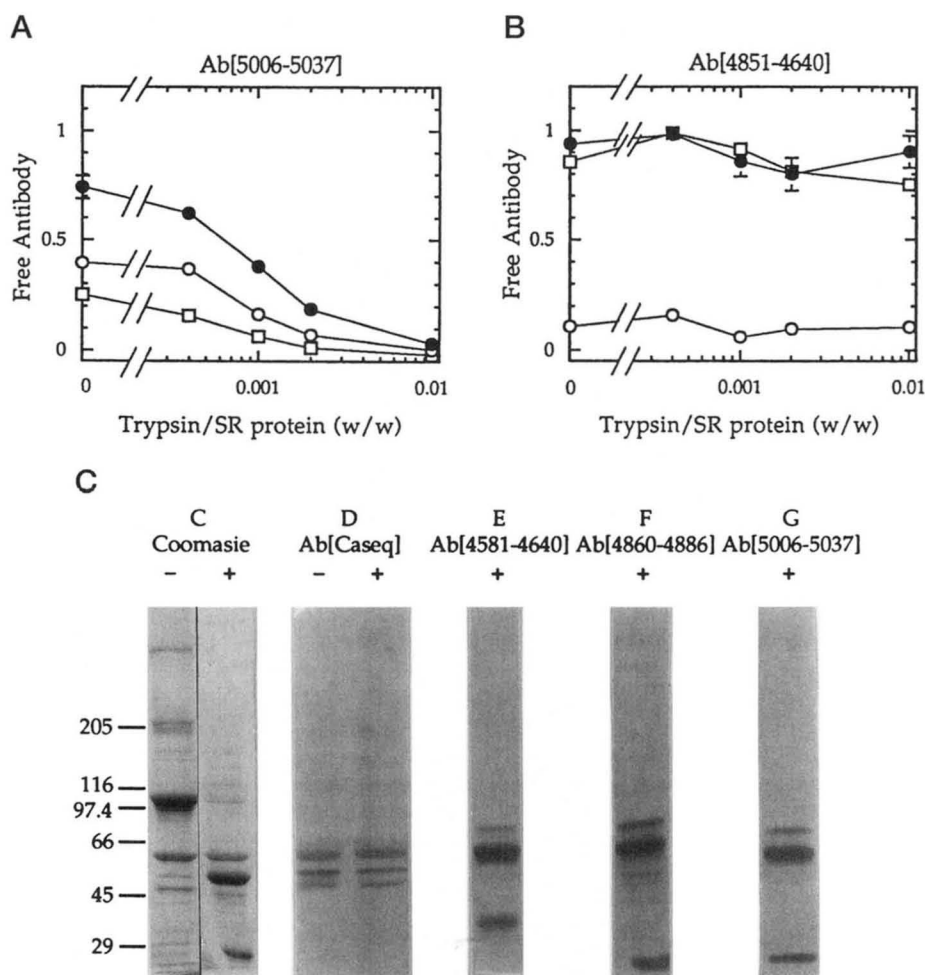 A
Ab[5006-5037]
Free Antibody
1
0.5
0
0
0.001
0.01
Trypsin/SR protein (w/w)
B
Ab[4851-4640]
Free Antibody
1
0.5
0
0
0.001
0.01
Trypsin/SR protein (w/w)
C
C
Coomasie
D
Ab[Caseq]
E
Ab[4581-4640]
F
Ab[4860-4886]
G
Ab[5006-5037]
− + − + + + +
205
116
97.4
66
45
29